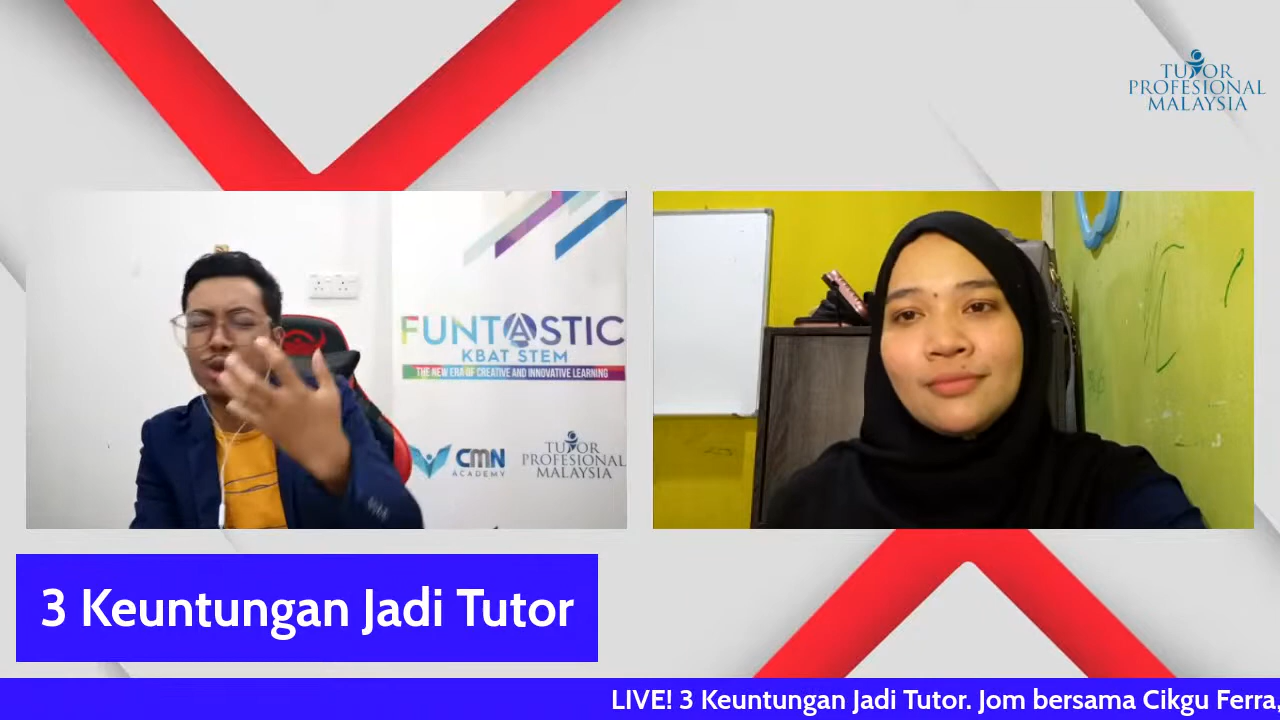 TUTOR
PROFESIONAL
MALAYSIA
FUNTASTIC
KBAT STEM
THE NEW ERA OF CREATIVE AND INNOVATIVE LEARNING
CMN
ACADEMY
TUTOR
PROFESIONAL
MALAYSIA
3 Keuntungan Jadi Tutor
LIVE! 3 Keuntungan Jadi Tutor. Jom bersama Cikgu Ferra,